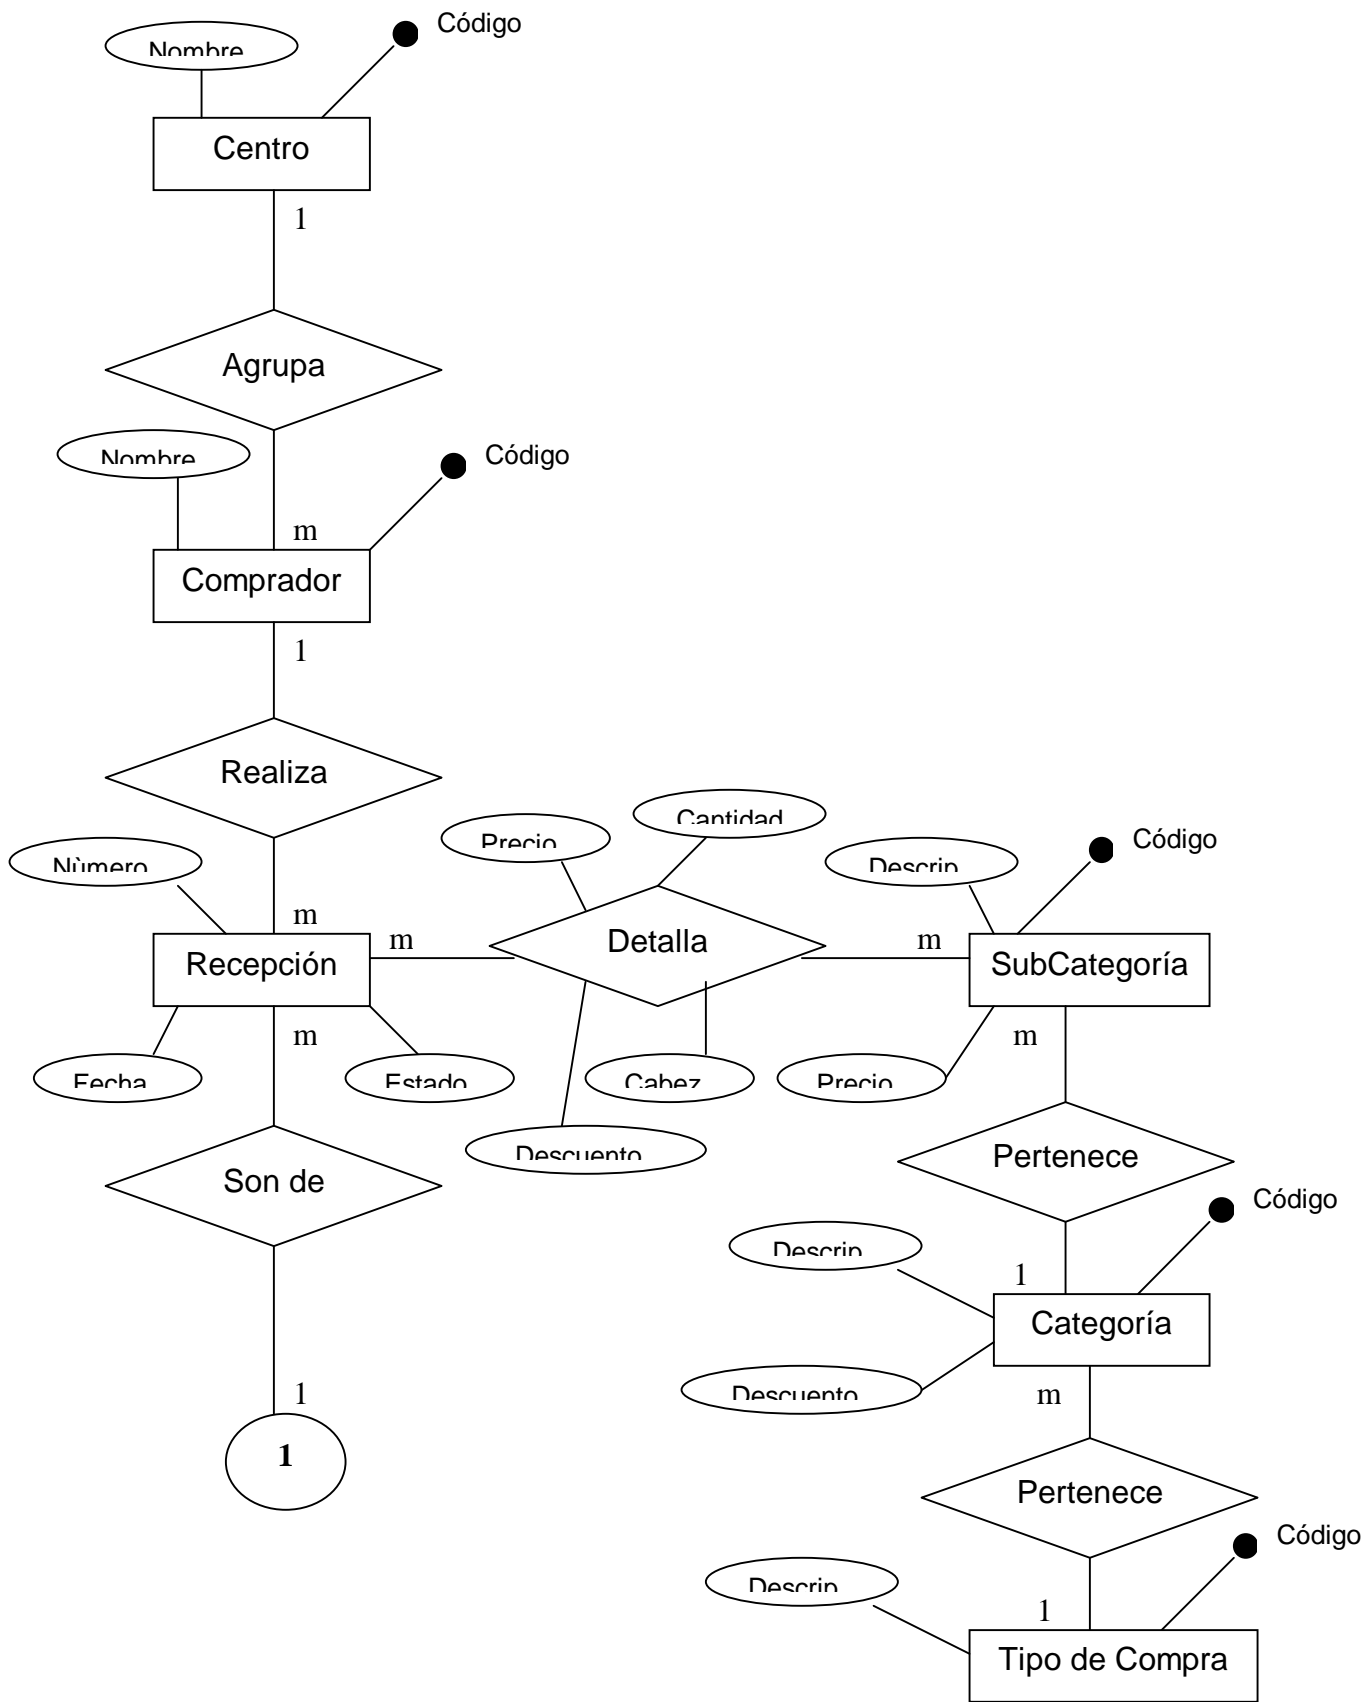 Código
Nombre
Centro
1
Agrupa
Nombre
Código
m
Comprador
1
Realiza
Cantidad
Precio
Código
Nùmero
Descrip
m
m
Detalla
m
Recepción
SubCategoría
m
m
Fecha
Estado
Cabez
Precio
Descuento
Pertenece
Son de
Código
Descrip
1
Categoría
Descuento
m
1
1
Pertenece
Código
Descrip
1
Tipo de Compra